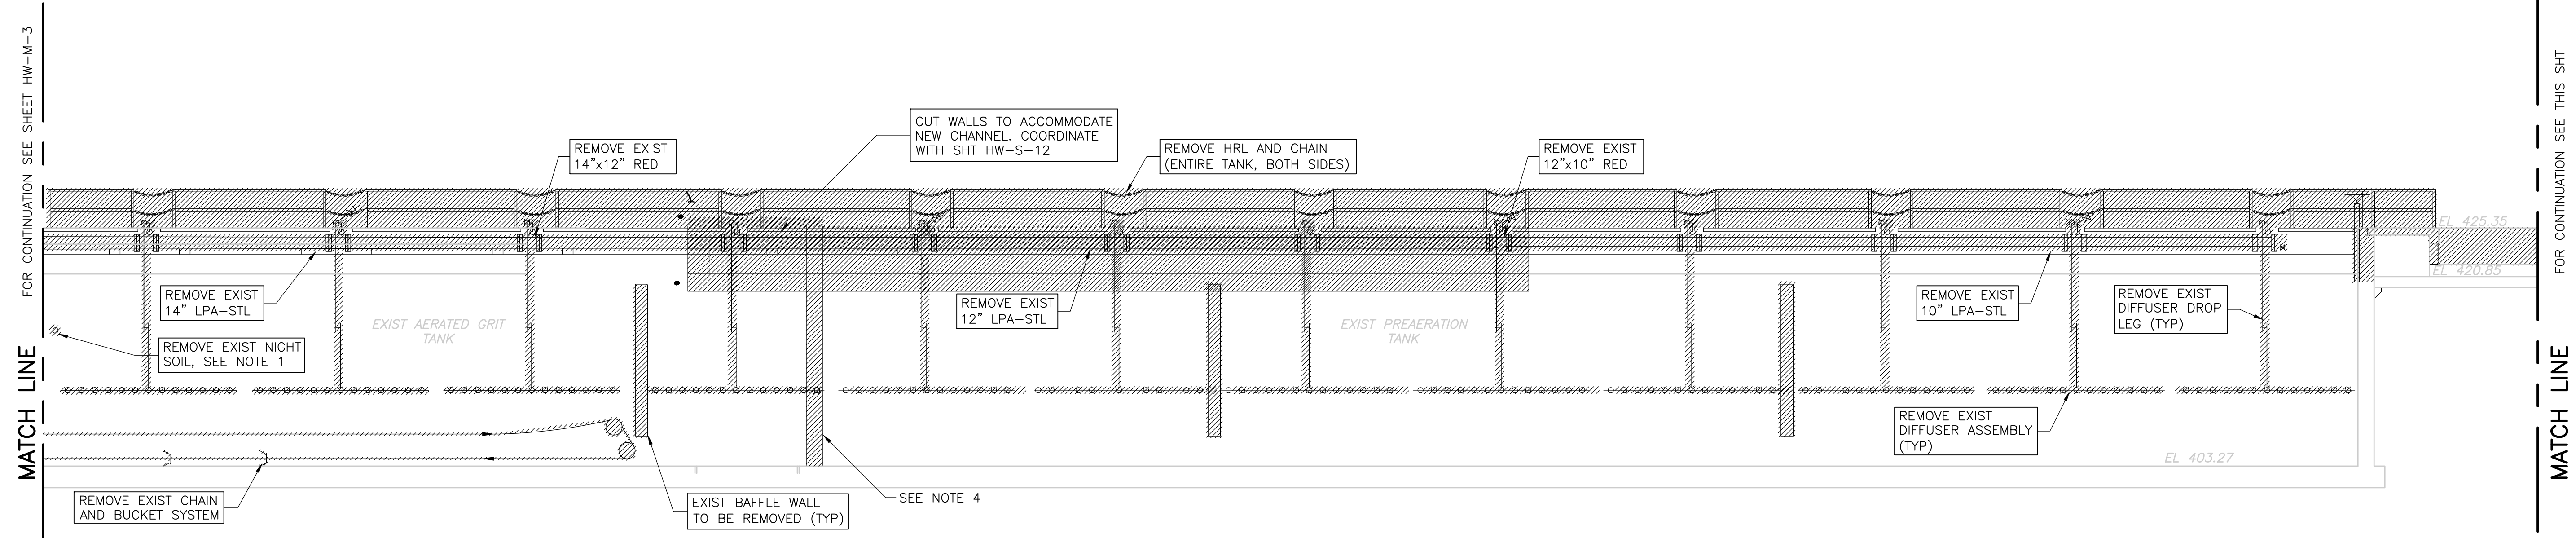 FOR CONTINUATION SEE SHEET HW-M-3
MATCH LINE
REMOVE EXIST
14"x12" RED
CUT WALLS TO ACCOMMODATE
NEW CHANNEL. COORDINATE
WITH SHT HW-S-12
REMOVE HRL AND CHAIN
(ENTIRE TANK, BOTH SIDES)
REMOVE EXIST
12"x10" RED
EL 425.35
EL 420.85
REMOVE EXIST
14" LPA-STL
EXIST AERATED GRIT
TANK
REMOVE EXIST
12" LPA-STL
EXIST PREAERATION
TANK
REMOVE EXIST
10" LPA-STL
REMOVE EXIST
DIFFUSER DROP
LEG (TYP)
REMOVE EXIST NIGHT
SOIL, SEE NOTE 1
REMOVE EXIST
DIFFUSER ASSEMBLY
(TYP)
EL 403.27
REMOVE EXIST CHAIN
AND BUCKET SYSTEM
EXIST BAFFLE WALL
TO BE REMOVED (TYP)
SEE NOTE 4
FOR CONTINUATION SEE THIS SHT
MATCH LINE